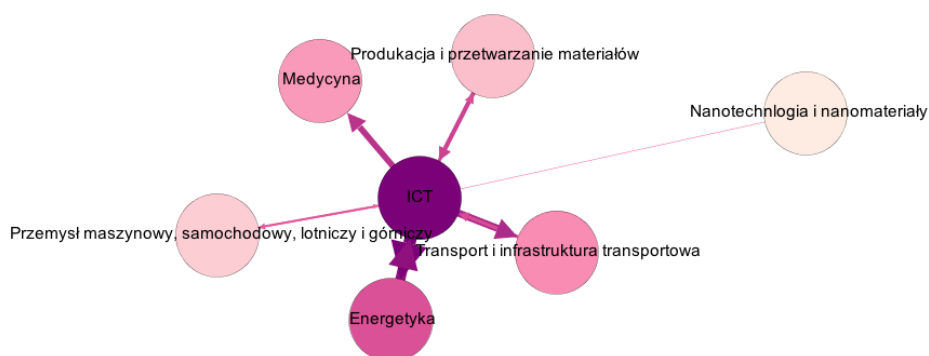 Produkacja i przetwarzanie materiałów
Medycyna
Nanotechnlogia i nanomateriały
ICT
Przemysł maszynowy, samochodowy, lotniczy i górniczy
Transport i infrastruktura transportowa
Energetyka